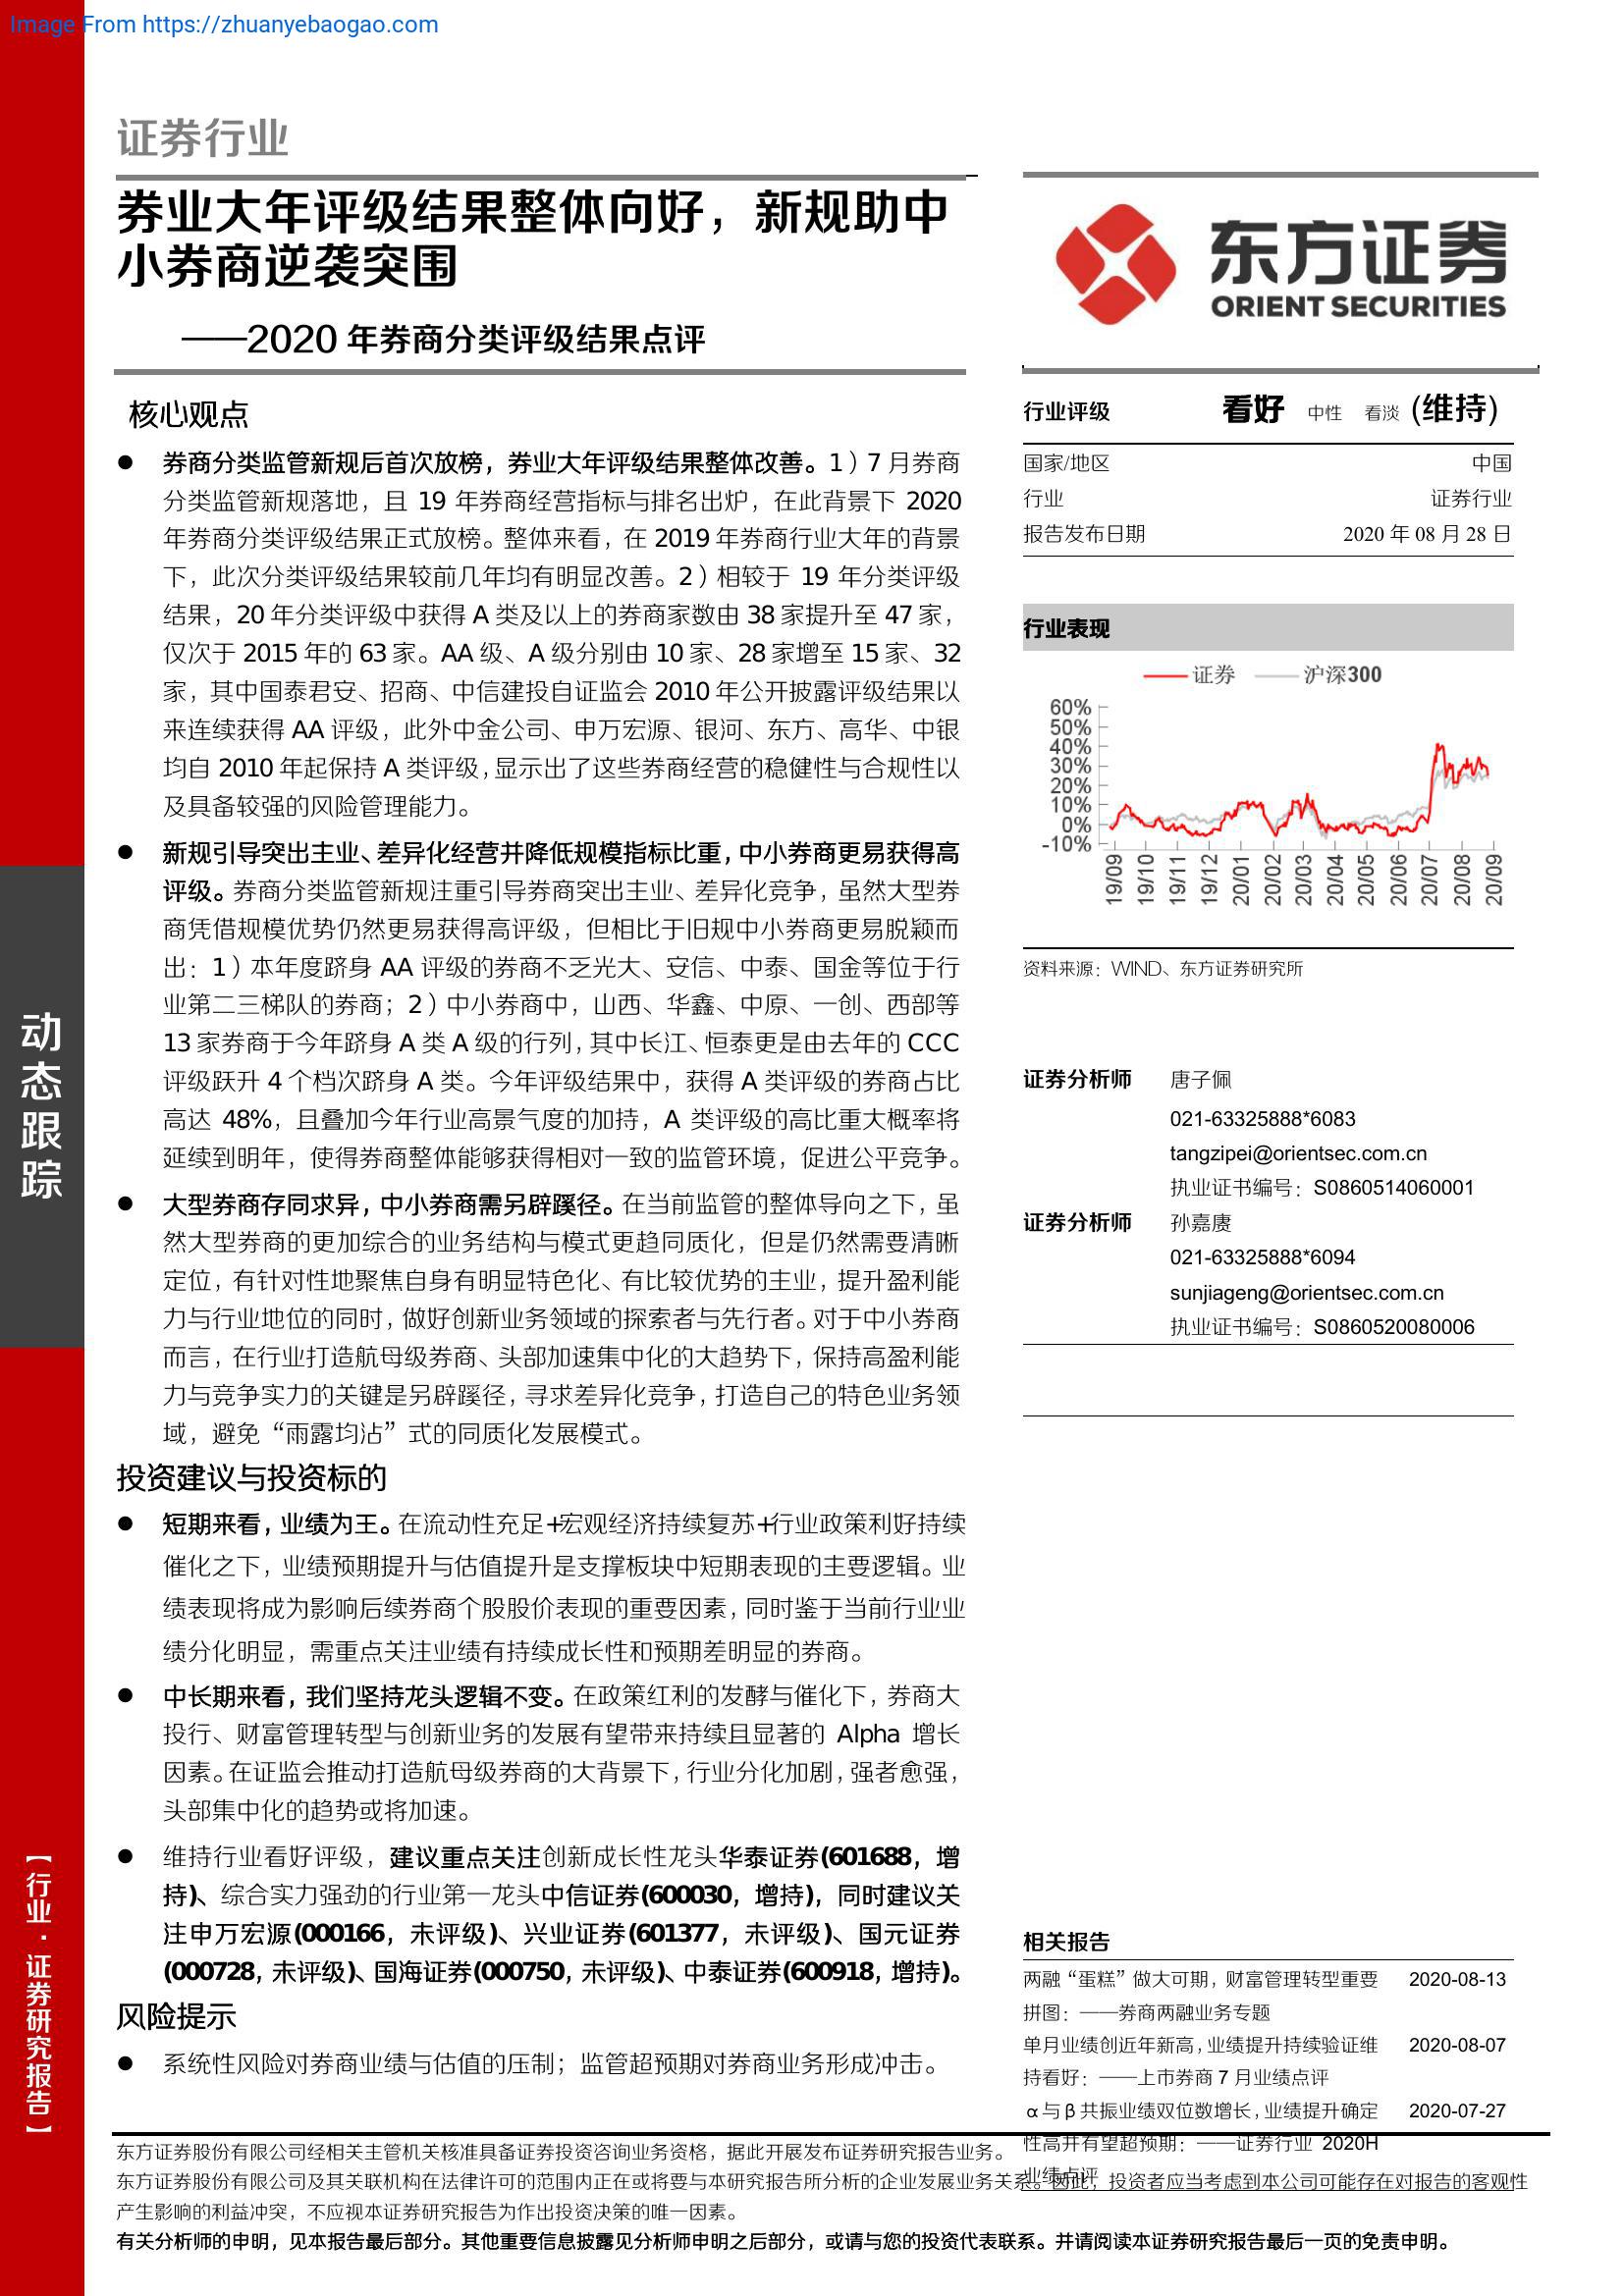 Image From https://zhuanyebaogao.com
证券行业
券业大年评级结果整体向好，新规助中
小券商逆袭突围
——2020 年券商分类评级结果点评
核心观点
● 券商分类监管新规后首次放榜，券业大年评级结果整体改善。1）7 月券商
分类监管新规落地，且 19 年券商经营指标与排名出炉，在此背景下 2020
年券商分类评级结果正式放榜。整体来看，在 2019 年券商行业大年的背景
下，此次分类评级结果较前几年均有明显改善。2）相较于 19 年分类评级
结果，20 年分类评级中获得 A 类及以上的券商家数由 38 家提升至 47 家，
仅次于 2015 年的 63 家。AA 级、A 级分别由 10 家、28 家增至 15 家、32
家，其中国泰君安、招商、中信建投自证监会 2010 年公开披露评级结果以
来连续获得 AA 评级，此外中金公司、申万宏源、银河、东方、高华、中银
均自 2010 年起保持 A 类评级，显示出了这些券商经营的稳健性与合规性以
及具备较强的风险管理能力。
● 新规引导突出主业、差异化经营并降低规模指标比重，中小券商更易获得高
评级。券商分类监管新规注重引导券商突出主业、差异化竞争，虽然大型券
商凭借规模优势仍然更易获得高评级，但相比于旧规中小券商更易脱颖而
出：1）本年度跻身 AA 评级的券商不乏光大、安信、中泰、国金等位于行
业第二三梯队的券商；2）中小券商中，山西、华鑫、中原、一创、西部等
13 家券商于今年跻身 A 类 A 级的行列，其中长江、恒泰更是由去年的 CCC
评级跃升 4 个档次跻身 A 类。今年评级结果中，获得 A 类评级的券商占比
高达 48%，且叠加今年行业高景气度的加持，A 类评级的高比重大概率将
延续到明年，使得券商整体能够获得相对一致的监管环境，促进公平竞争。
● 大型券商存同求异，中小券商需另辟蹊径。在当前监管的整体导向之下，虽
然大型券商的更加综合的业务结构与模式更趋同质化，但是仍然需要清晰
定位，有针对性地聚焦自身有明显特色化、有比较优势的主业，提升盈利能
力与行业地位的同时，做好创新业务领域的探索者与先行者。对于中小券商
而言，在行业打造航母级券商、头部加速集中化的大趋势下，保持高盈利能
力与竞争实力的关键是另辟蹊径，寻求差异化竞争，打造自己的特色业务领
域，避免“雨露均沾”式的同质化发展模式。
投资建议与投资标的
● 短期来看，业绩为王。在流动性充足+宏观经济持续复苏+行业政策利好持续
催化之下，业绩预期提升与估值提升是支撑板块中短期表现的主要逻辑。业
绩表现将成为影响后续券商个股股价表现的重要因素，同时鉴于当前行业业
绩分化明显，需重点关注业绩有持续成长性和预期差明显的券商。
● 中长期来看，我们坚持龙头逻辑不变。在政策红利的发酵与催化下，券商大
投行、财富管理转型与创新业务的发展有望带来持续且显著的 Alpha 增长
因素。在证监会推动打造航母级券商的大背景下，行业分化加剧，强者愈强，
头部集中化的趋势或将加速。
● 维持行业看好评级，建议重点关注创新成长性龙头华泰证券(601688，增
持)、综合实力强劲的行业第一龙头中信证券(600030，增持)，同时建议关
注申万宏源(000166，未评级)、兴业证券(601377，未评级)、国元证券
(000728，未评级)、国海证券(000750，未评级)、中泰证券(600918，增持)。
风险提示
● 系统性风险对券商业绩与估值的压制；监管超预期对券商业务形成冲击。
东方证券
ORIENT SECURITIES
行业评级 看好 中性 看淡 (维持)
国家/地区 中国
行业 证券行业
报告发布日期 2020 年 08 月 28 日
行业表现
证券 沪深300
60%
50%
40%
30%
20%
10%
0%
-10%
19/09 19/10 19/11 19/12 20/01 20/02 20/03 20/04 20/05 20/06 20/07 20/08 20/09
资料来源：WIND、东方证券研究所
证券分析师 唐子佩
021-63325888*6083
tangzipei@orientsec.com.cn
执业证书编号：S0860514060001
证券分析师 孙嘉赓
021-63325888*6094
sunjiageng@orientsec.com.cn
执业证书编号：S0860520080006
相关报告
两融“蛋糕”做大可期，财富管理转型重要 2020-08-13
拼图：——券商两融业务专题
单月业绩创近年新高，业绩提升持续验证维 2020-08-07
持看好：——上市券商 7 月业绩点评
α与β共振业绩双位数增长，业绩提升确定 2020-07-27
性高并有望超预期：——证券行业 2020H
业绩点评
动态跟踪
【行业·证券研究报告】
东方证券股份有限公司经相关主管机关核准具备证券投资咨询业务资格，据此开展发布证券研究报告业务。
东方证券股份有限公司及其关联机构在法律许可的范围内正在或将要与本研究报告所分析的企业发展业务关系。因此，投资者应当考虑到本公司可能存在对报告的客观性
产生影响的利益冲突，不应视本证券研究报告为作出投资决策的唯一因素。
有关分析师的申明，见本报告最后部分。其他重要信息披露见分析师申明之后部分，或请与您的投资代表联系。并请阅读本证券研究报告最后一页的免责申明。